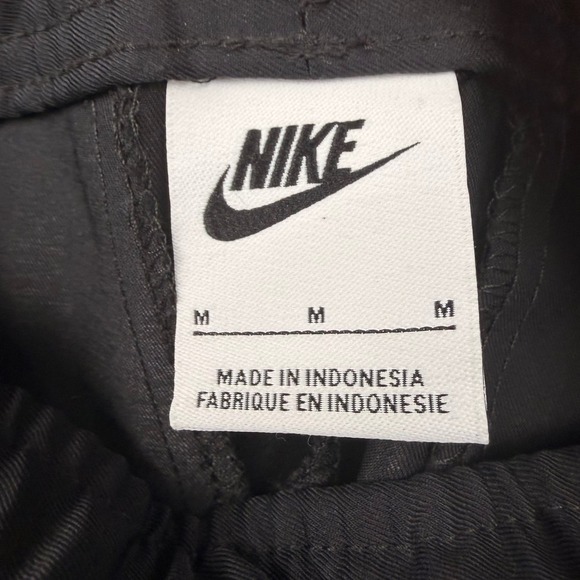 NIKE
M M M
MADE IN INDONESIA
FABRIQUE EN INDONESIE